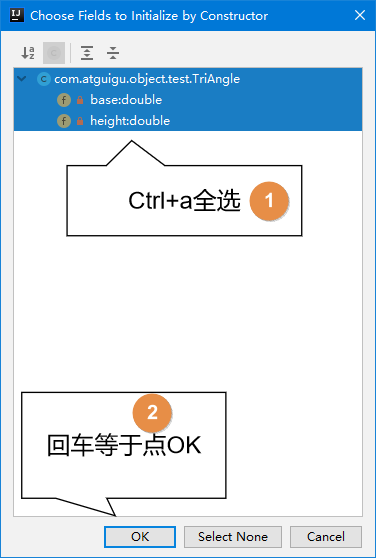 Choose Fields to Initialize by Constructor
com.atguigu.object.test.TriAngle
base:double
height:double
Ctrl+a全选
1
2
回车等于点OK
OK
Select None
Cancel